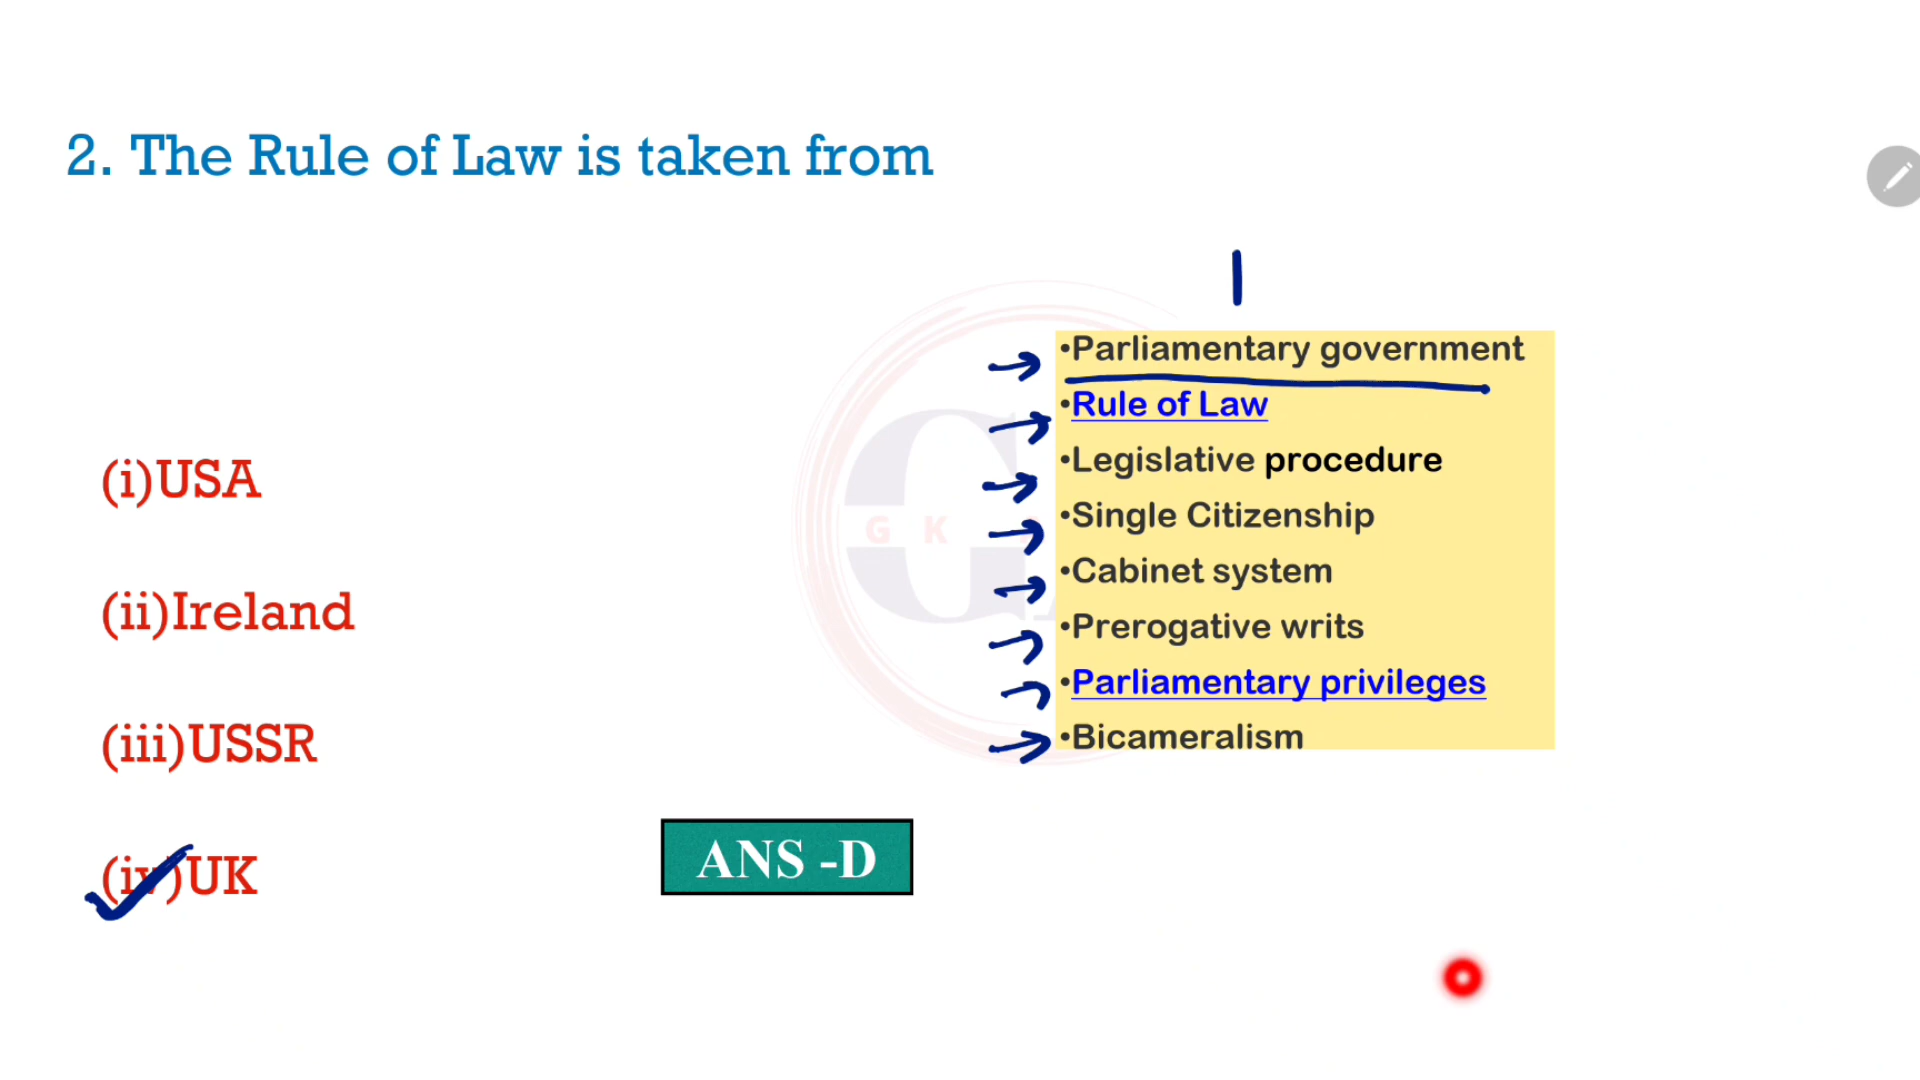 2. The Rule of Law is taken from
(i)USA
(ii)Ireland
(iii)USSR
(iv)UK
•Parliamentary government
•Rule of Law
•Legislative procedure
•Single Citizenship
•Cabinet system
•Prerogative writs
•Parliamentary privileges
•Bicameralism
G K
ANS -D